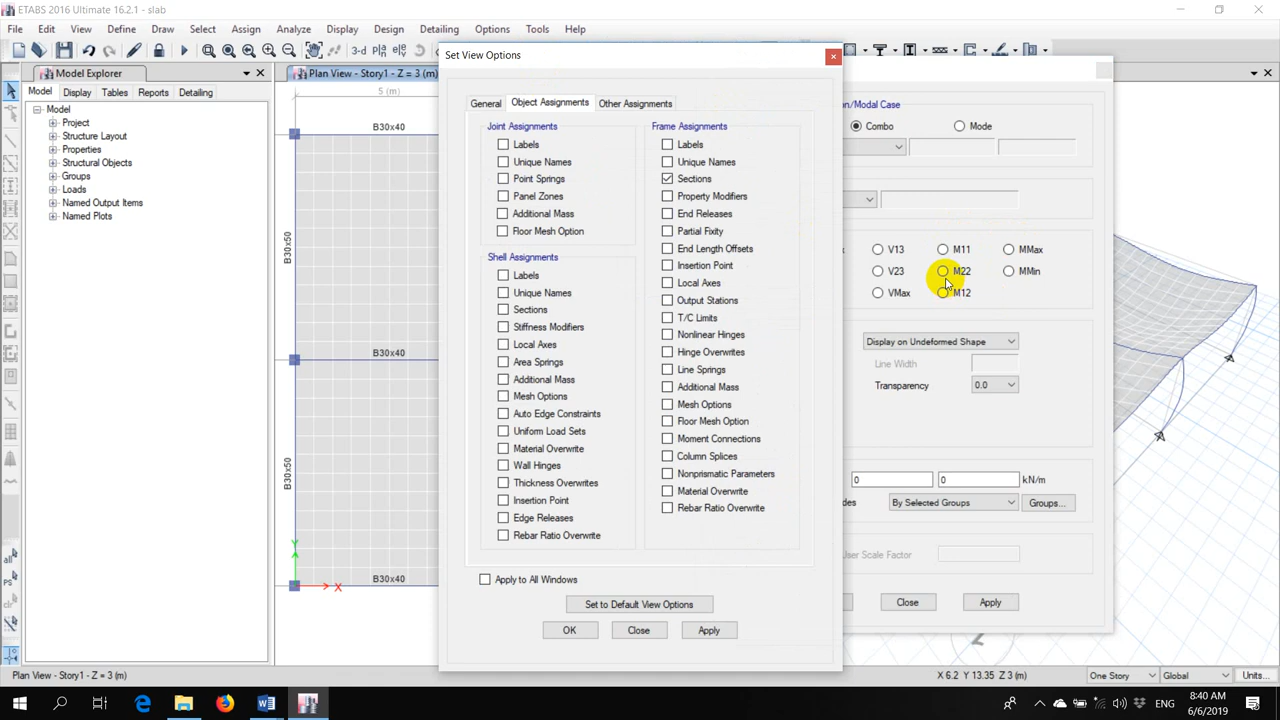 ETABS 2016 Ultimate 16.2.1 - slab
File Edit View Define Draw Select Assign Analyze Display Design Detailing Options Tools Help
3-d
Model Explorer
Model Display Tables Reports Detailing
Model
Project
Structure Layout
Properties
Structural Objects
Groups
Loads
Named Output Items
Named Plots
Plan View - Story1 - Z = 3 (m)
5 (m)
B30x40
B30x50
B30x40
B30x50
B30x40
Y
X
Set View Options
General Object Assignments Other Assignments
Joint Assignments
Labels
Unique Names
Point Springs
Panel Zones
Additional Mass
Floor Mesh Option
Shell Assignments
Labels
Unique Names
Sections
Stiffness Modifiers
Local Axes
Area Springs
Additional Mass
Mesh Options
Auto Edge Constraints
Uniform Load Sets
Material Overwrite
Wall Hinges
Thickness Overwrites
Insertion Point
Edge Releases
Rebar Ratio Overwrite
Frame Assignments
Labels
Unique Names
Sections
Property Modifiers
End Releases
Partial Fixity
End Length Offsets
Insertion Point
Local Axes
Output Stations
T/C Limits
Nonlinear Hinges
Hinge Overwrites
Line Springs
Additional Mass
Mesh Options
Floor Mesh Option
Moment Connections
Column Splices
Nonprismatic Parameters
Material Overwrite
Rebar Ratio Overwrite
Apply to All Windows
Set to Default View Options
OK Close Apply
on/Modal Case
Combo Mode
V13 M11 MMax
V23 M22 MMin
VMax M12
Display on Undeformed Shape
Line Width
Transparency 0.0
0 0 kN/m
des By Selected Groups Groups...
User Scale Factor
Close Apply
Plan View - Story1 - Z = 3 (m)
X 6.2 Y 13.35 Z 3 (m)
One Story Global Units...
ENG
8:40 AM
6/6/2019